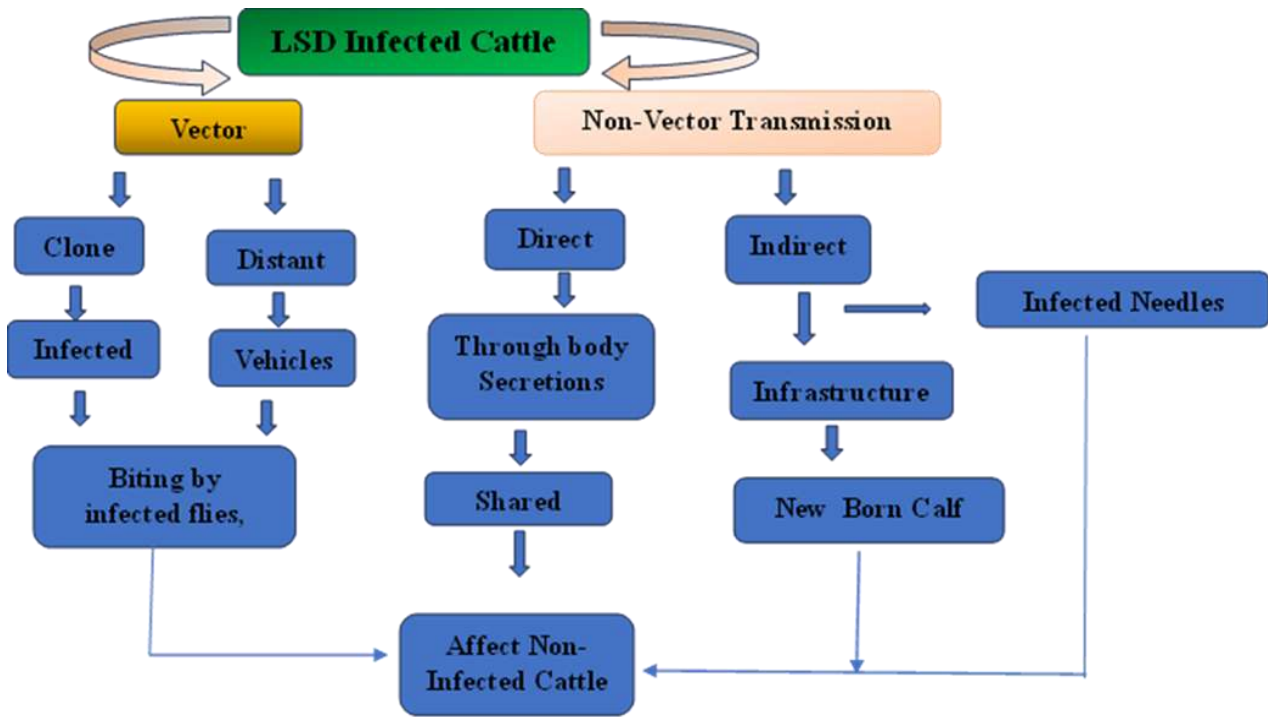 LSD Infected Cattle
Vector
Non-Vector Transmission
Clone
Distant
Direct
Indirect
Infected Needles
Infected
Vehicles
Through body
Secretions
Infrastructure
Biting by
infected flies,
Shared
New Born Calf
Affect Non-
Infected Cattle